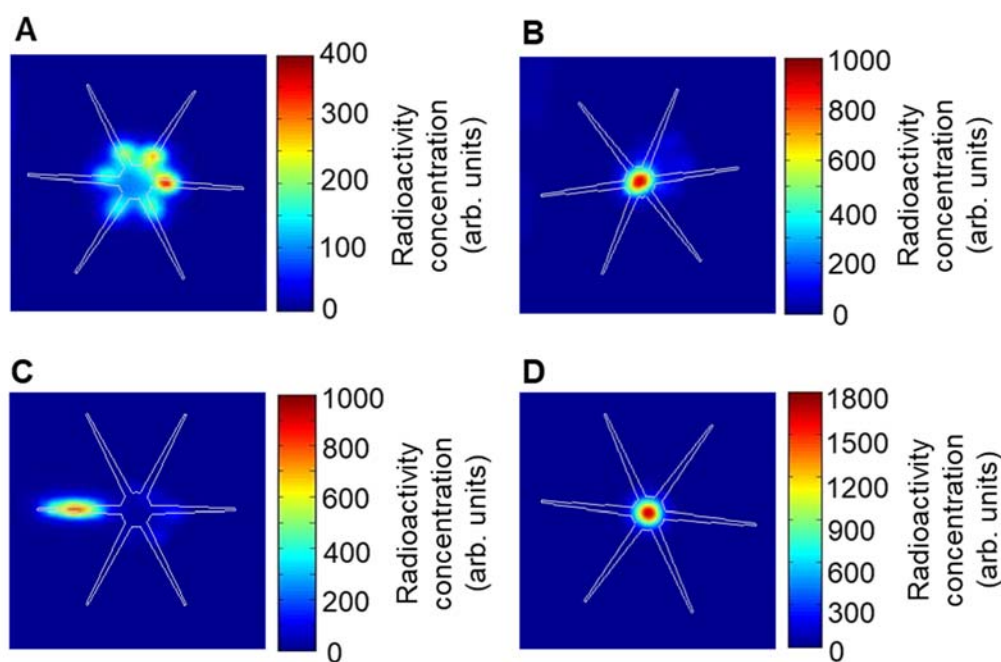 A
400
300
200
100
0
Radioactivity
concentration
(arb. units)
B
1000
800
600
400
200
0
Radioactivity
concentration
(arb. units)
C
1000
800
600
400
200
0
Radioactivity
concentration
(arb. units)
D
1800
1500
1200
900
600
300
0
Radioactivity
concentration
(arb. units)